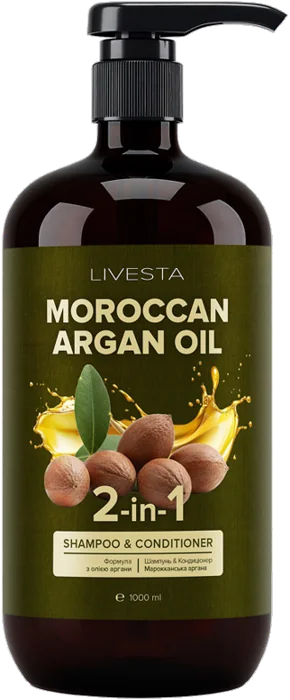 LIVESTA
MOROCCAN
ARGAN OIL
2-in-1
SHAMPOO & CONDITIONER
Формула
з олією аргани
Шампунь & Кондиціонер
Марокканська аргана
℮ 1000 ml